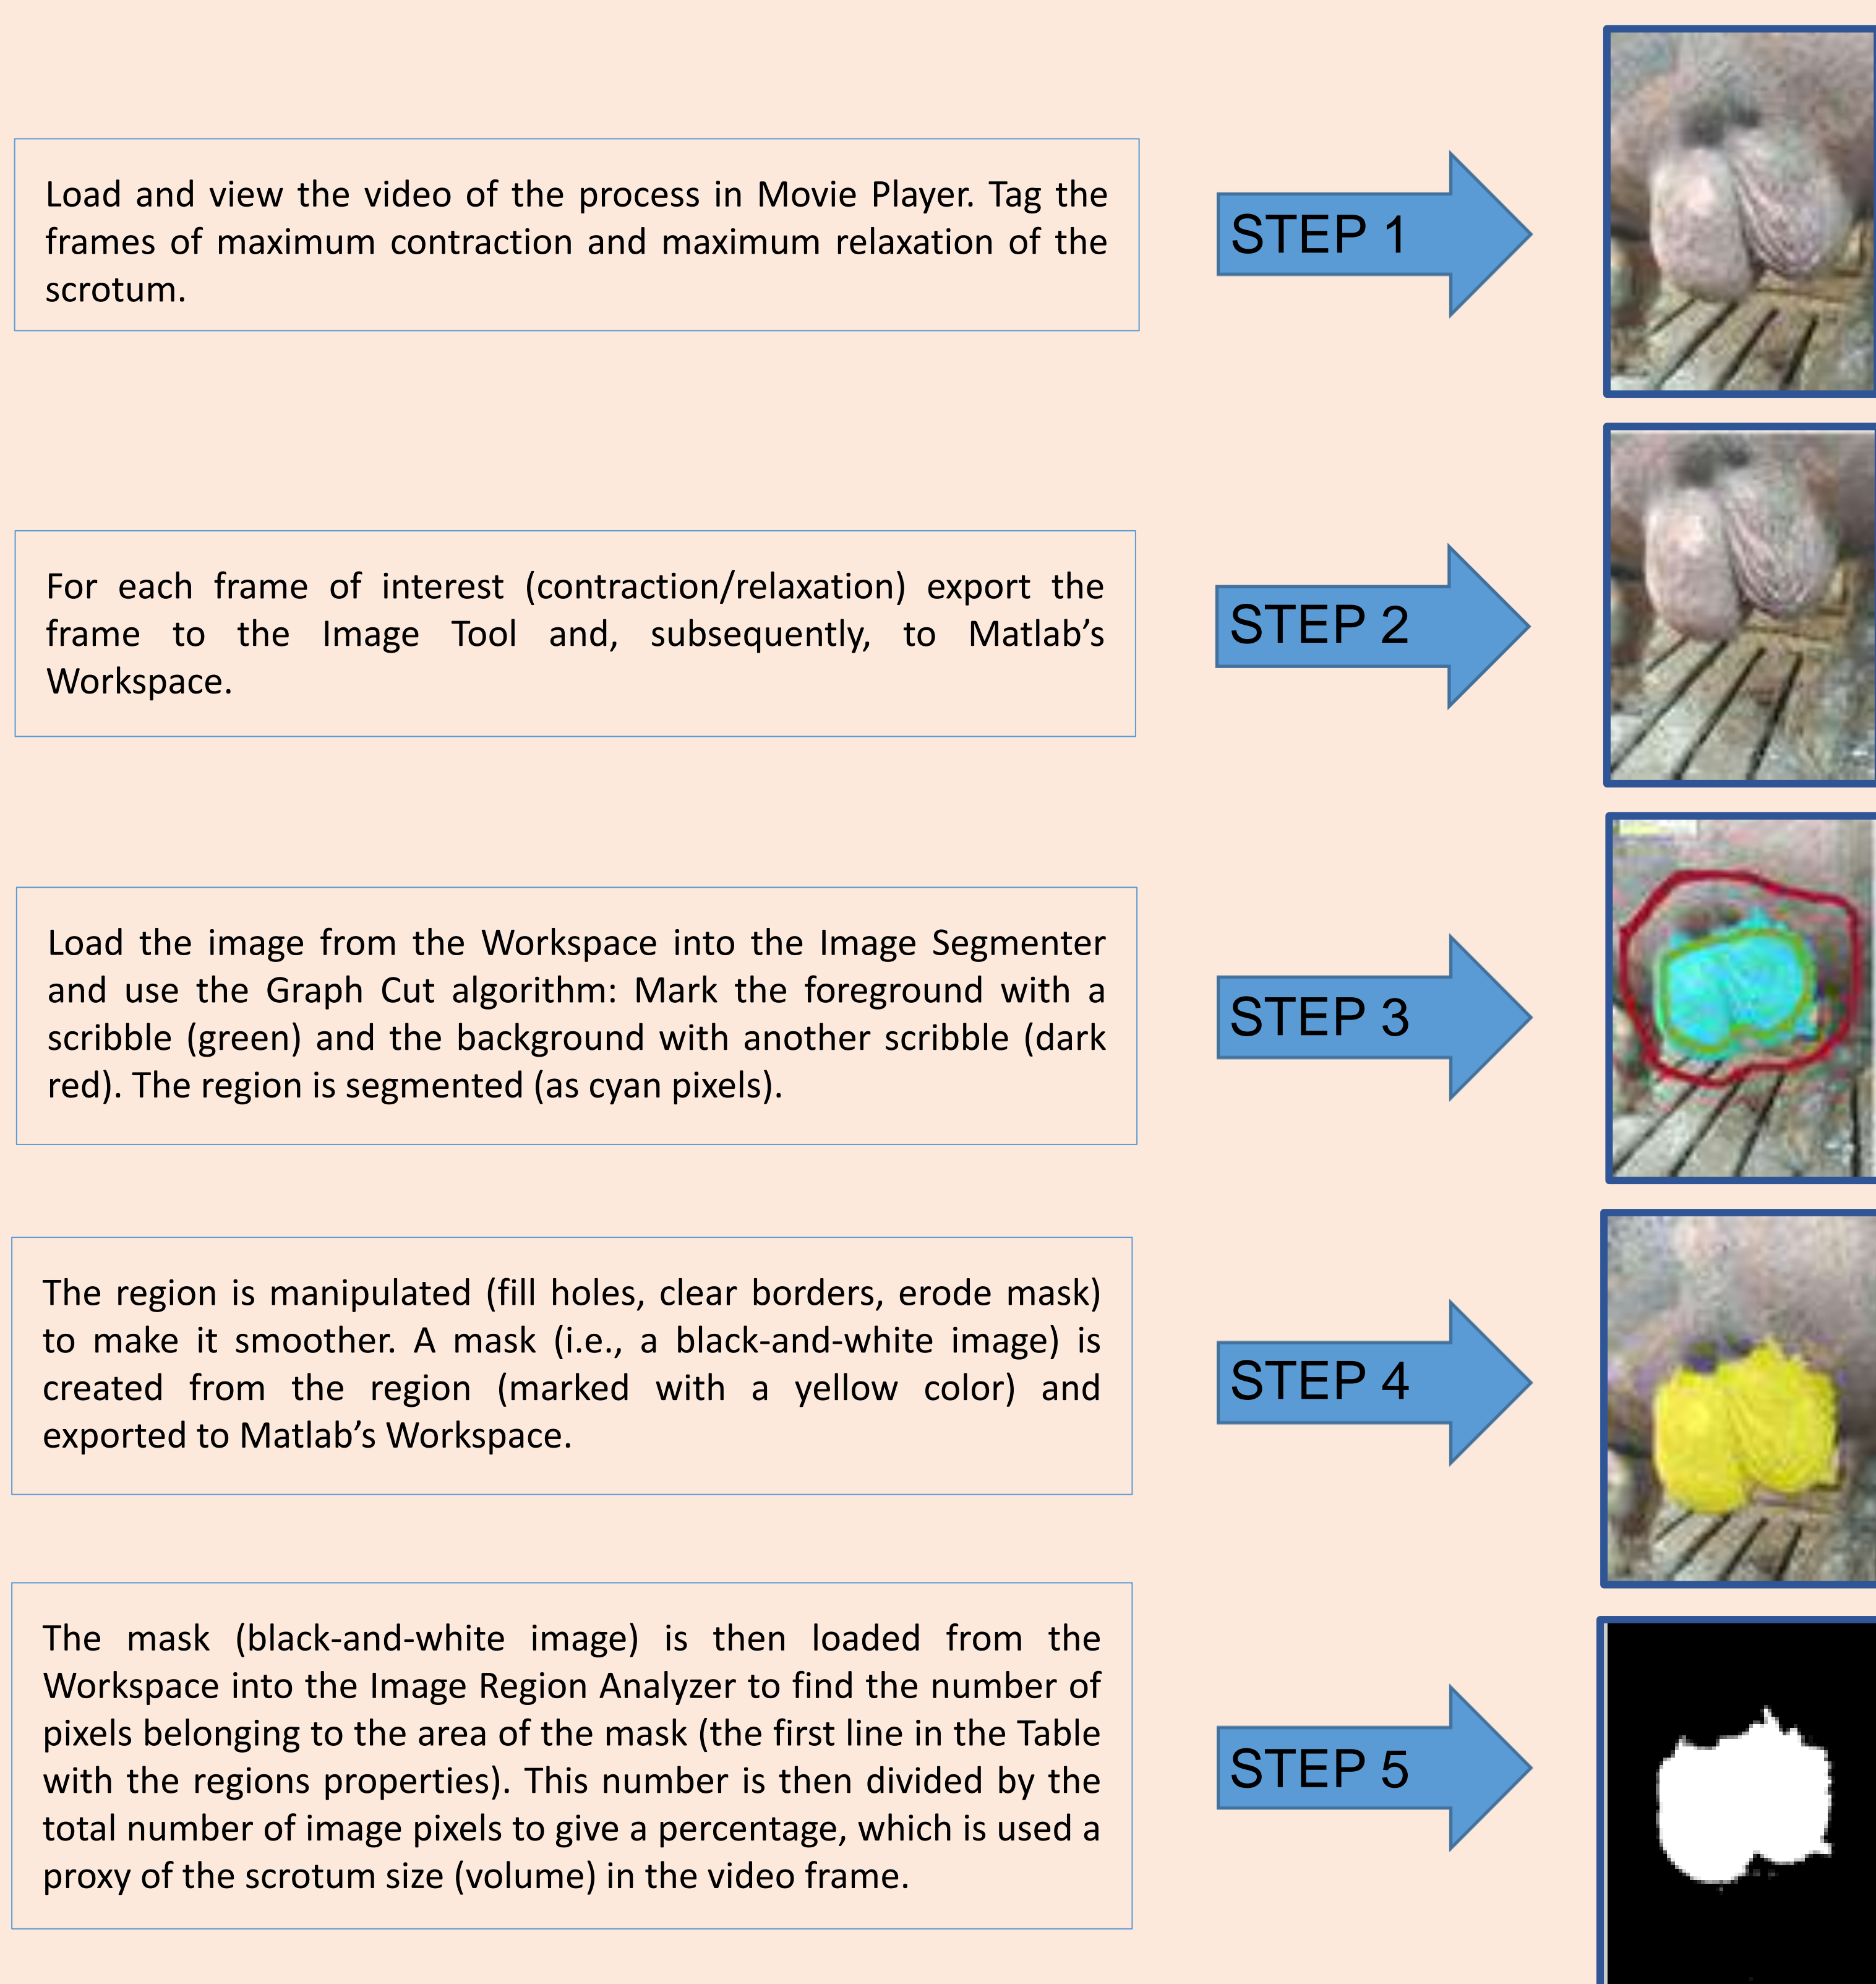 Load and view the video of the process in Movie Player. Tag the
frames of maximum contraction and maximum relaxation of the
scrotum.
STEP 1
For each frame of interest (contraction/relaxation) export the
frame to the Image Tool and, subsequently, to Matlab’s
Workspace.
STEP 2
Load the image from the Workspace into the Image Segmenter
and use the Graph Cut algorithm: Mark the foreground with a
scribble (green) and the background with another scribble (dark
red). The region is segmented (as cyan pixels).
STEP 3
The region is manipulated (fill holes, clear borders, erode mask)
to make it smoother. A mask (i.e., a black-and-white image) is
created from the region (marked with a yellow color) and
exported to Matlab’s Workspace.
STEP 4
The mask (black-and-white image) is then loaded from the
Workspace into the Image Region Analyzer to find the number of
pixels belonging to the area of the mask (the first line in the Table
with the regions properties). This number is then divided by the
total number of image pixels to give a percentage, which is used a
proxy of the scrotum size (volume) in the video frame.
STEP 5